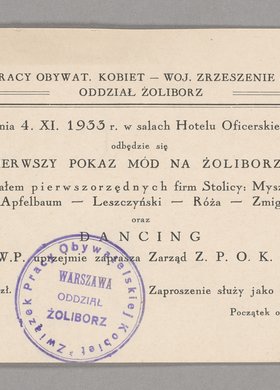 RACY OBYWAT. KOBIET — WOJ. ZRZESZENIE
ODDZIAŁ ŻOLIBORZ
nia 4. XI. 1933 r. w salach Hotelu Oficerskie
odbędzie się
IERWSZY POKAZ MÓD NA ŻOLIBORZ
ałem pierwszorzędnych firm Stolicy: Mysz
Apfelbaum — Leszczyński — Róża — Zmig
oraz
DANCING
W.P. uprzejmie zaprasza Zarząd Z. P. O. K.
zł. Zaproszenie służy jako
Początek o
Związek Pracy Obywatelskiej Kobiet
WARSZAWA
ODDZIAŁ
ŻOLIBORZ